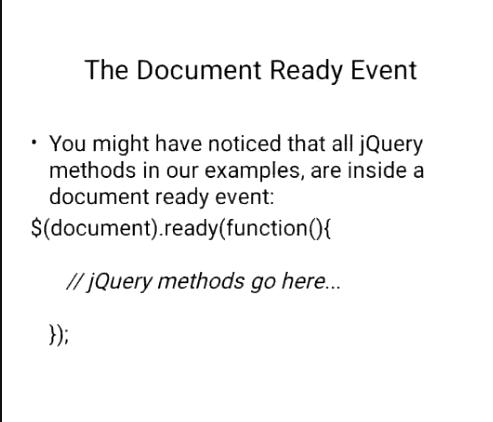 The Document Ready Event
• You might have noticed that all jQuery
methods in our examples, are inside a
document ready event:
$(document).ready(function(){
// jQuery methods go here...
});